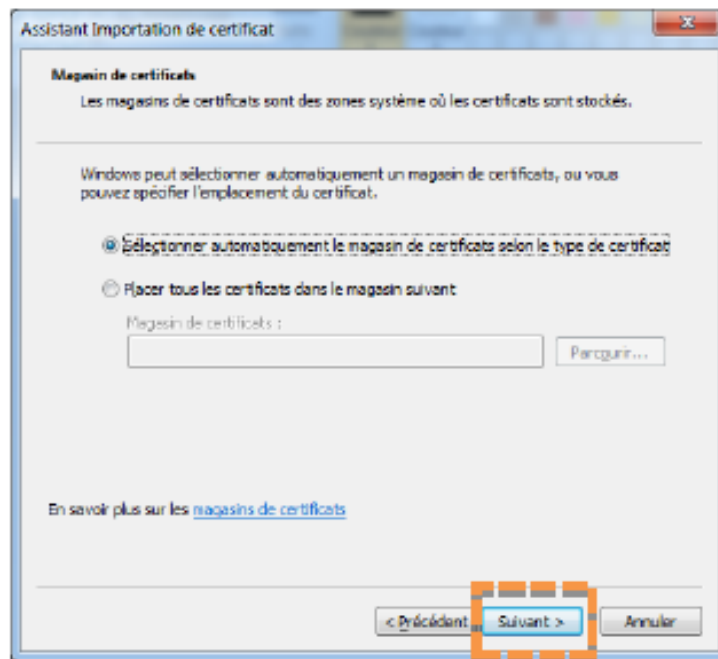 Assistant Importation de certificat
Magasin de certificats
Les magasins de certificats sont des zones système où les certificats sont stockés.
Windows peut sélectionner automatiquement un magasin de certificats, ou vous
pouvez spécifier l'emplacement du certificat.
Sélectionner automatiquement le magasin de certificats selon le type de certificat
Placer tous les certificats dans le magasin suivant
Magasin de certificats :
Parcourir...
En savoir plus sur les magasins de certificats
< Précédent
Suivant >
Annuler